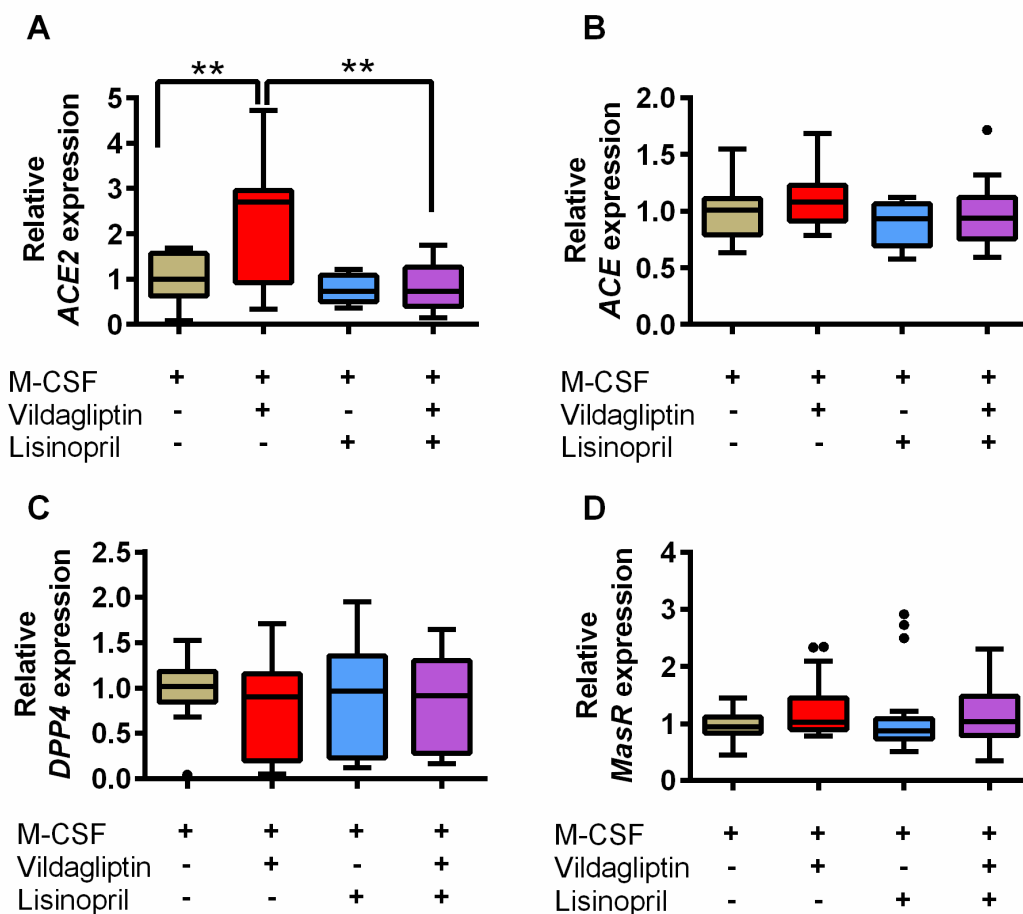 A
** **
Relative
ACE2 expression
5
4
3
2
1
0
M-CSF + + + +
Vildagliptin - + - +
Lisinopril - - + +
B
Relative
ACE expression
2.0
1.5
1.0
0.5
0.0
M-CSF + + + +
Vildagliptin - + - +
Lisinopril - - + +
C
Relative
DPP4 expression
2.5
2.0
1.5
1.0
0.5
0.0
M-CSF + + + +
Vildagliptin - + - +
Lisinopril - - + +
D
Relative
MasR expression
4
3
2
1
0
M-CSF + + + +
Vildagliptin - + - +
Lisinopril - - + +